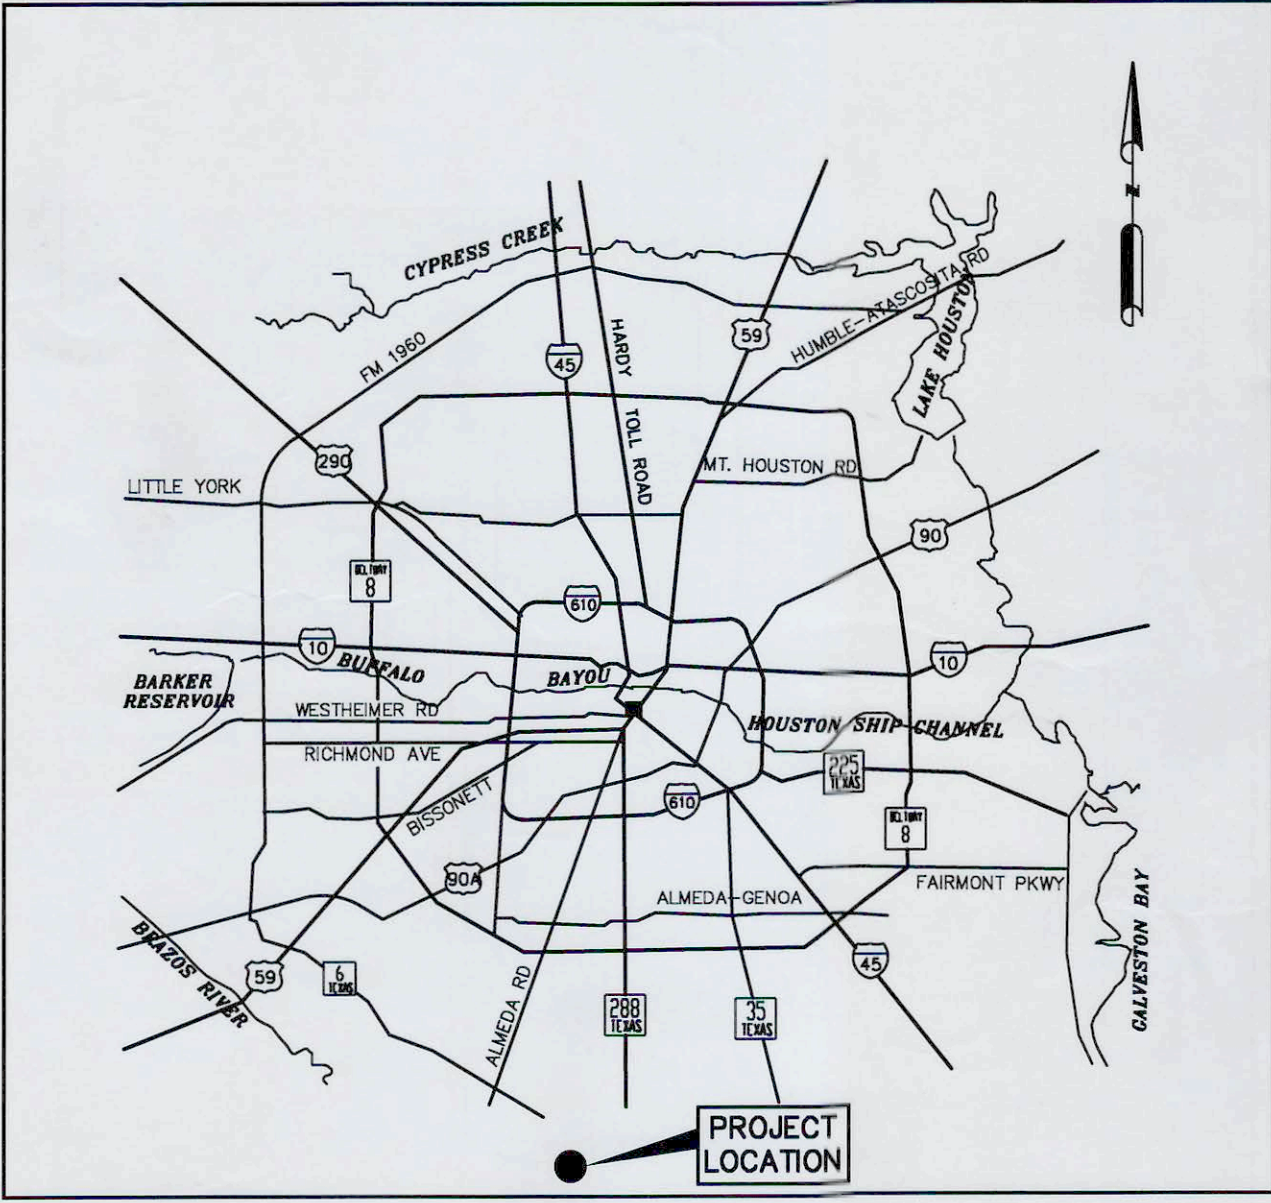 N
CYPRESS CREEK
HUMBLE-ATASCOSITA RD
LAKE HOUSTON
59
HARDY
TOLL ROAD
45
FM 1960
290
LITTLE YORK
MT. HOUSTON RD
90
BELTWAY
8
610
10
BUFFALO
BAYOU
10
BARKER
RESERVOIR
WESTHEIMER RD
HOUSTON SHIP CHANNEL
RICHMOND AVE
225
TEXAS
BISSONETT
610
BELTWAY
8
90A
FAIRMONT PKWY
ALMEDA-GENOA
GALVESTON BAY
BRAZOS RIVER
59
6
TEXAS
45
ALMEDA RD
288
TEXAS
35
TEXAS
PROJECT
LOCATION